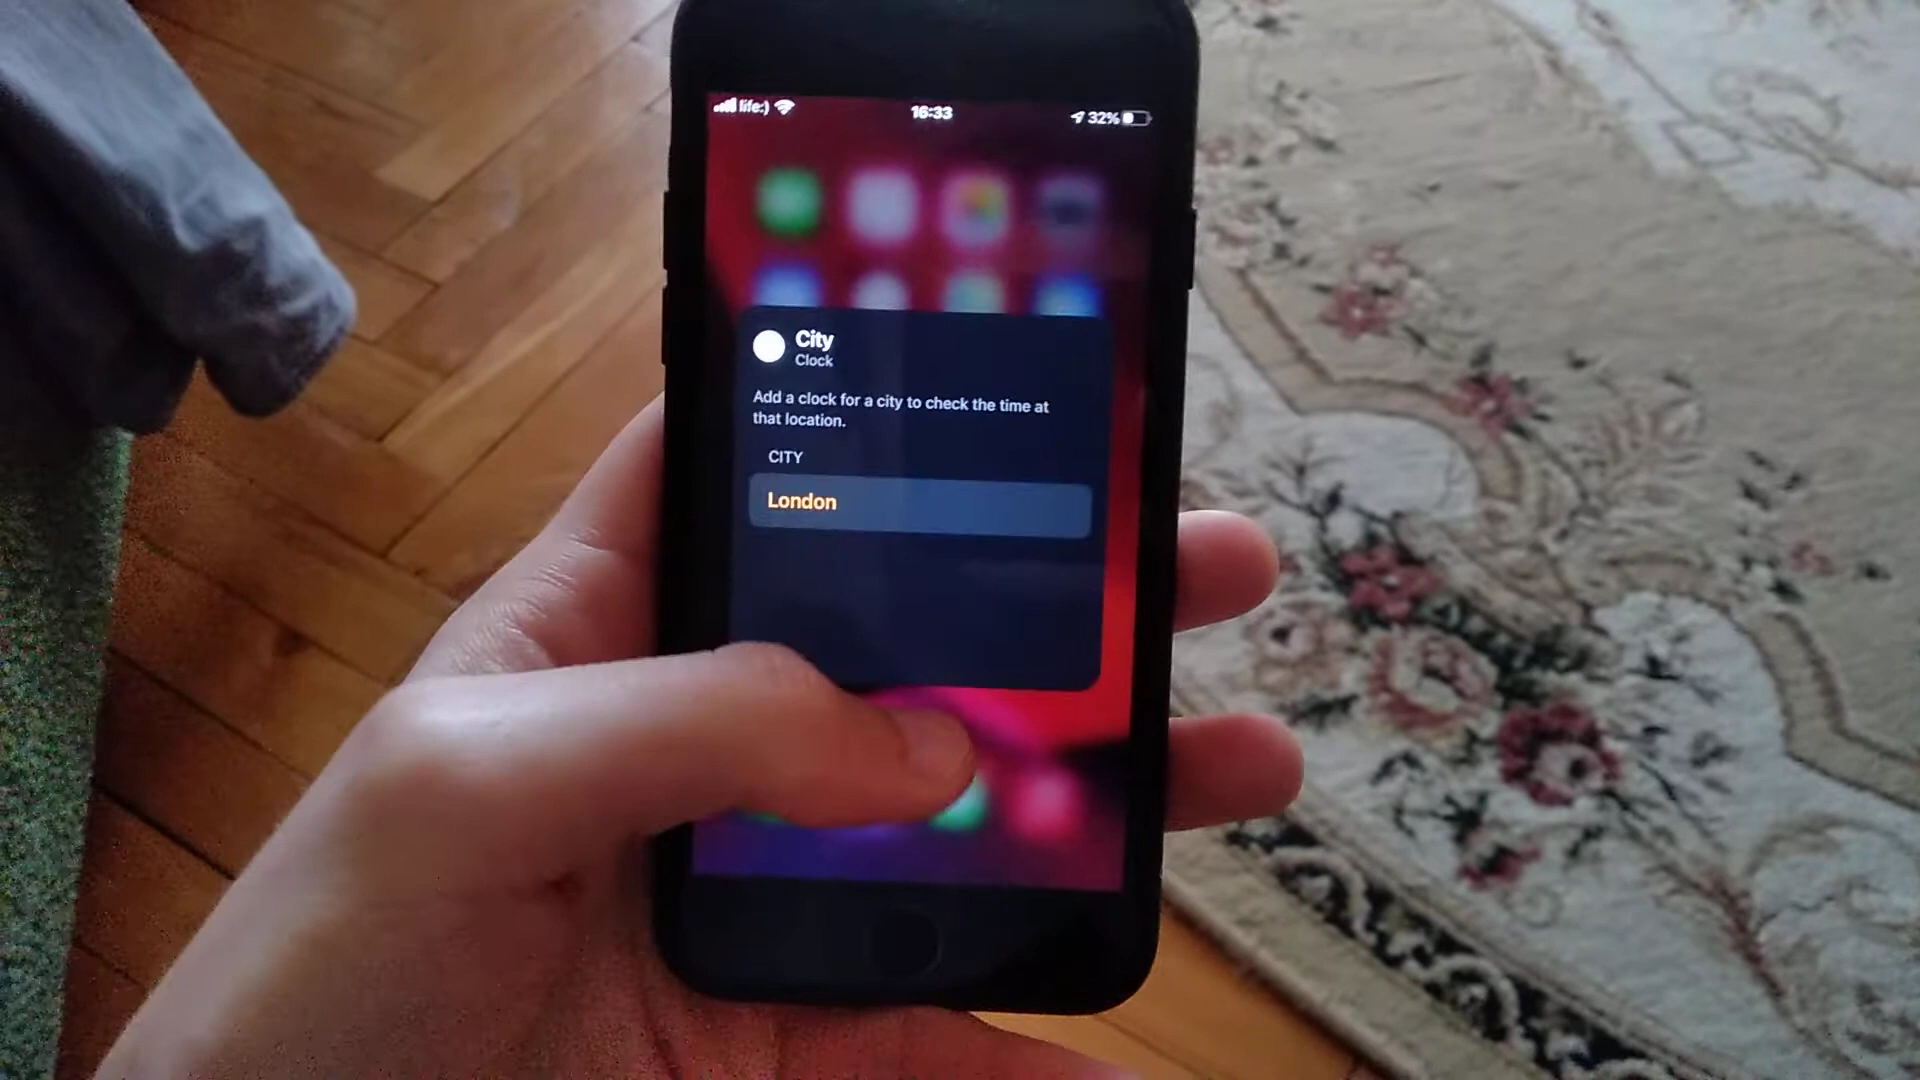 life:) 16:33 32%
City
Clock
Add a clock for a city to check the time at
that location.
CITY
London